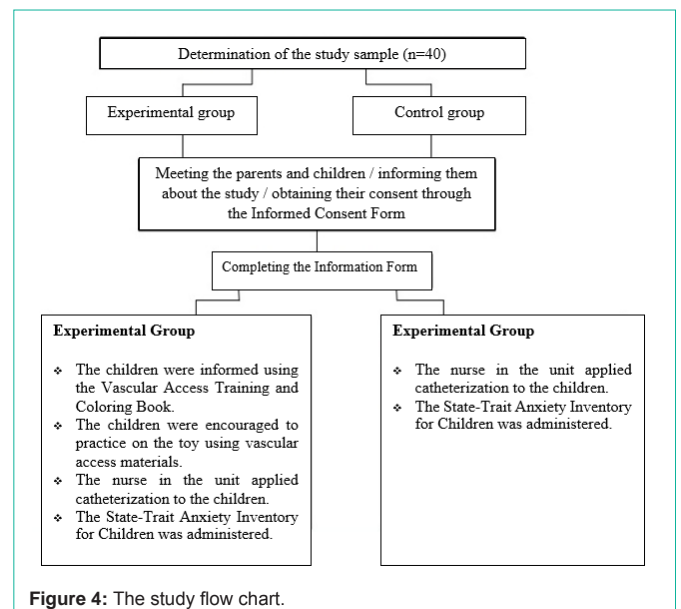 Determination of the study sample (n=40)
Experimental group
Control group
Meeting the parents and children / informing them
about the study / obtaining their consent through
the Informed Consent Form
Completing the Information Form
Experimental Group
❖ The children were informed using
the Vascular Access Training and
Coloring Book.
❖ The children were encouraged to
practice on the toy using vascular
access materials.
❖ The nurse in the unit applied
catheterization to the children.
❖ The State-Trait Anxiety Inventory
for Children was administered.
Experimental Group
❖ The nurse in the unit applied
catheterization to the children.
❖ The State-Trait Anxiety Inventory
for Children was administered.
Figure 4: The study flow chart.